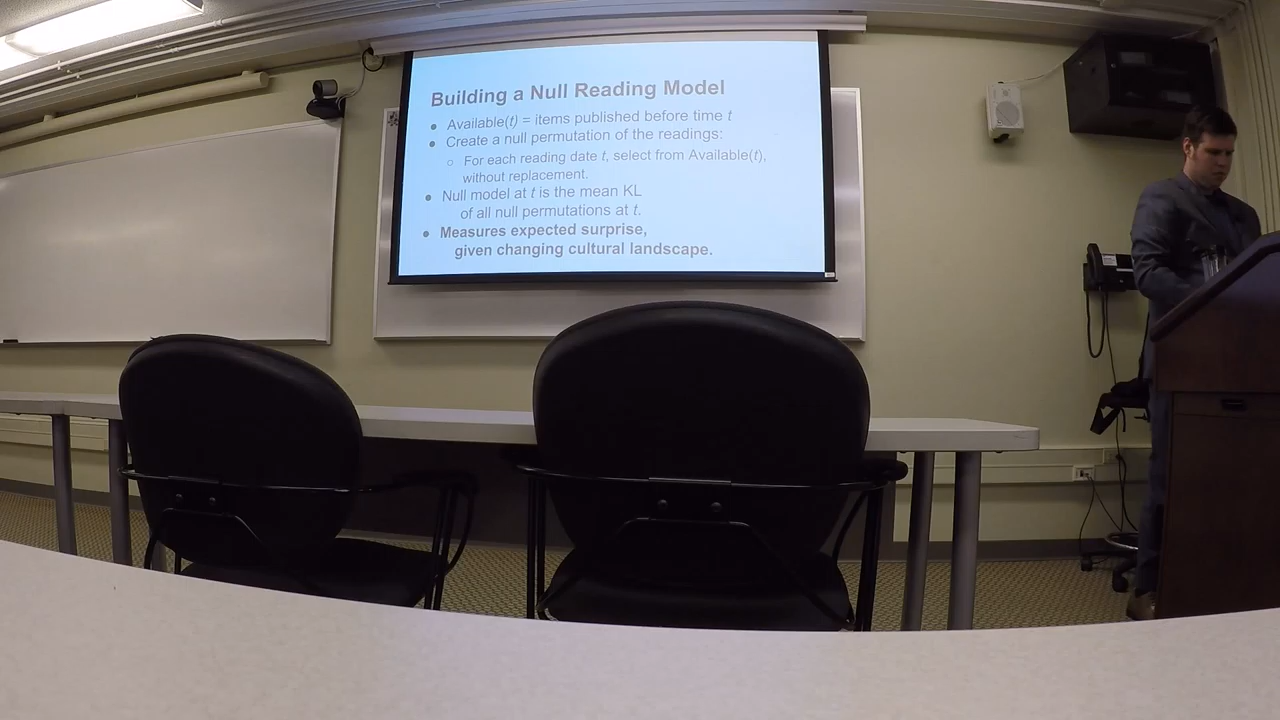 Building a Null Reading Model
● Available(t) = items published before time t
● Create a null permutation of the readings:
○ For each reading date t, select from Available(t),
without replacement.
● Null model at t is the mean KL
of all null permutations at t.
● Measures expected surprise,
given changing cultural landscape.